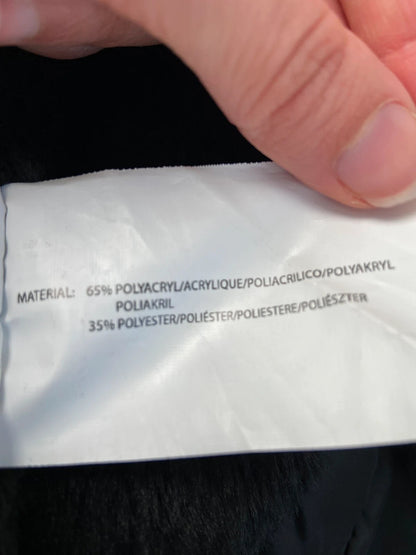 MATERIAL: 65% POLYACRYL/ACRYLIQUE/POLIACRILICO/POLYAKRYL
POLIAKRIL
35% POLYESTER/POLIÉSTER/POLIESTERE/POLIÉSZTER